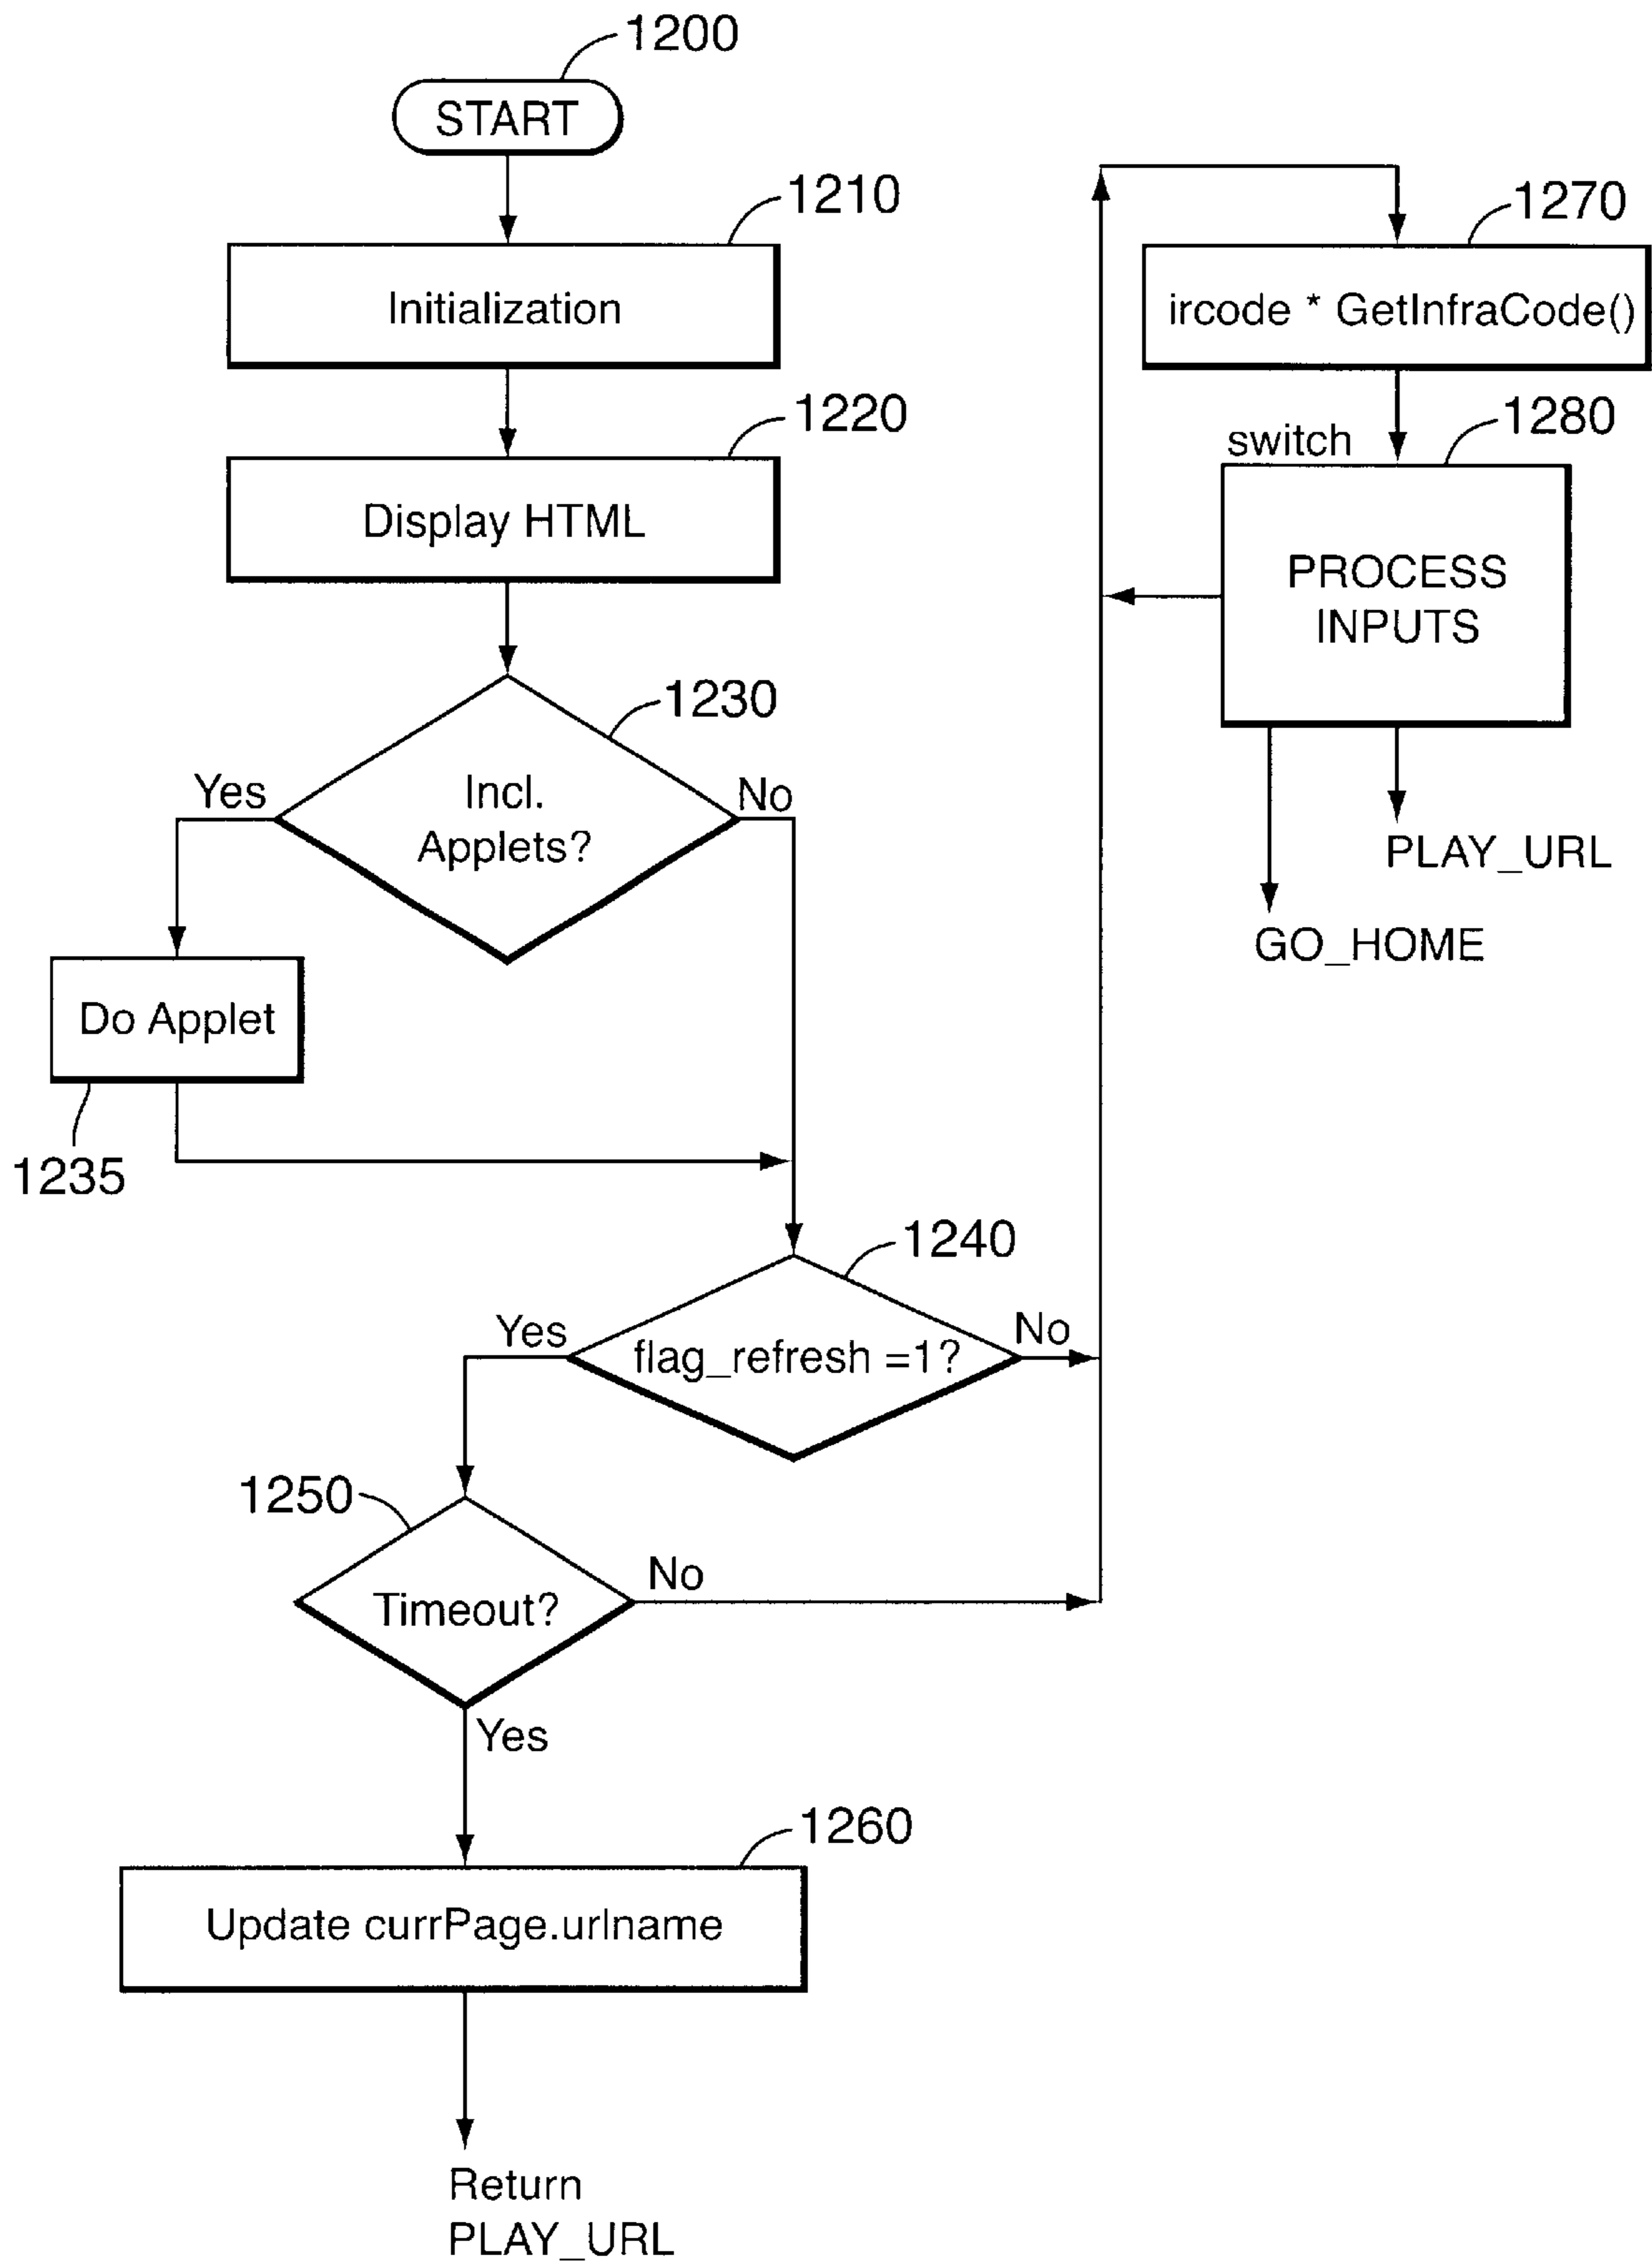 1200
START
1210
Initialization
1220
Display HTML
1230
Incl.
Applets?
Yes
No
Do Applet
1235
1240
flag_refresh =1?
Yes
No
1250
Timeout?
No
Yes
1260
Update currPage.urlname
Return
PLAY_URL
1270
ircode * GetInfraCode()
1280
switch
PROCESS
INPUTS
PLAY_URL
GO_HOME